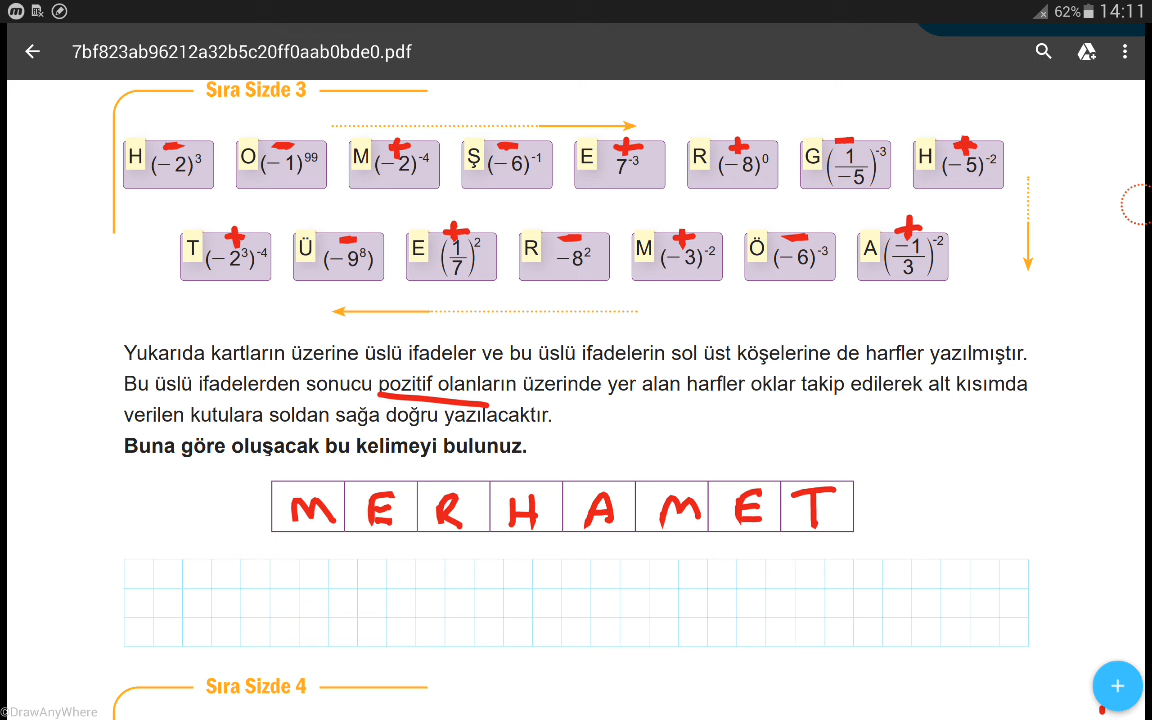 62% 14:11
7bf823ab96212a32b5c20ff0aab0bde0.pdf
Sıra Sizde 3
H (−2)³ O (−1)⁹⁹ M (−2)⁻⁴ Ş (−6)⁻¹ E 7⁻³ R (−8)⁰ G (1/−5)⁻³ H (−5)⁻²
− − + − + + − +
T (−2³)⁻⁴ Ü (−9⁸) E (1/7)² R −8² M (−3)⁻² Ö (−6)⁻³ A (−1/3)⁻²
+ − + − + − +
Yukarıda kartların üzerine üslü ifadeler ve bu üslü ifadelerin sol üst köşelerine de harfler yazılmıştır.
Bu üslü ifadelerden sonucu pozitif olanların üzerinde yer alan harfler oklar takip edilerek alt kısımda
verilen kutulara soldan sağa doğru yazılacaktır.
Buna göre oluşacak bu kelimeyi bulunuz.
M E R H A M E T
Sıra Sizde 4
+
©DrawAnyWhere